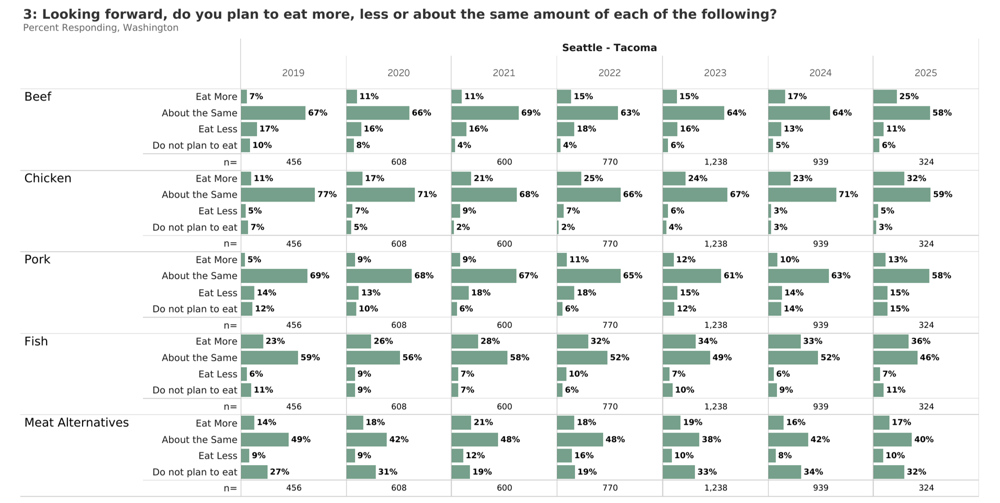 3: Looking forward, do you plan to eat more, less or about the same amount of each of the following?
Percent Responding, Washington
Seattle - Tacoma
2019 2020 2021 2022 2023 2024 2025
Beef Eat More 7% 11% 11% 15% 15% 17% 25%
About the Same 67% 66% 69% 63% 64% 64% 58%
Eat Less 17% 16% 16% 18% 16% 13% 11%
Do not plan to eat 10% 8% 4% 4% 6% 5% 6%
n= 456 608 600 770 1,238 939 324
Chicken Eat More 11% 17% 21% 25% 24% 23% 32%
About the Same 77% 71% 68% 66% 67% 71% 59%
Eat Less 5% 7% 9% 7% 6% 3% 5%
Do not plan to eat 7% 5% 2% 2% 4% 3% 3%
n= 456 608 600 770 1,238 939 324
Pork Eat More 5% 9% 9% 11% 12% 10% 13%
About the Same 69% 68% 67% 65% 61% 63% 58%
Eat Less 14% 13% 18% 18% 15% 14% 15%
Do not plan to eat 12% 10% 6% 6% 12% 14% 15%
n= 456 608 600 770 1,238 939 324
Fish Eat More 23% 26% 28% 32% 34% 33% 36%
About the Same 59% 56% 58% 52% 49% 52% 46%
Eat Less 6% 9% 7% 10% 7% 6% 7%
Do not plan to eat 11% 9% 7% 6% 10% 9% 11%
n= 456 608 600 770 1,238 939 324
Meat Alternatives Eat More 14% 18% 21% 18% 19% 16% 17%
About the Same 49% 42% 48% 48% 38% 42% 40%
Eat Less 9% 9% 12% 16% 10% 8% 10%
Do not plan to eat 27% 31% 19% 19% 33% 34% 32%
n= 456 608 600 770 1,238 939 324